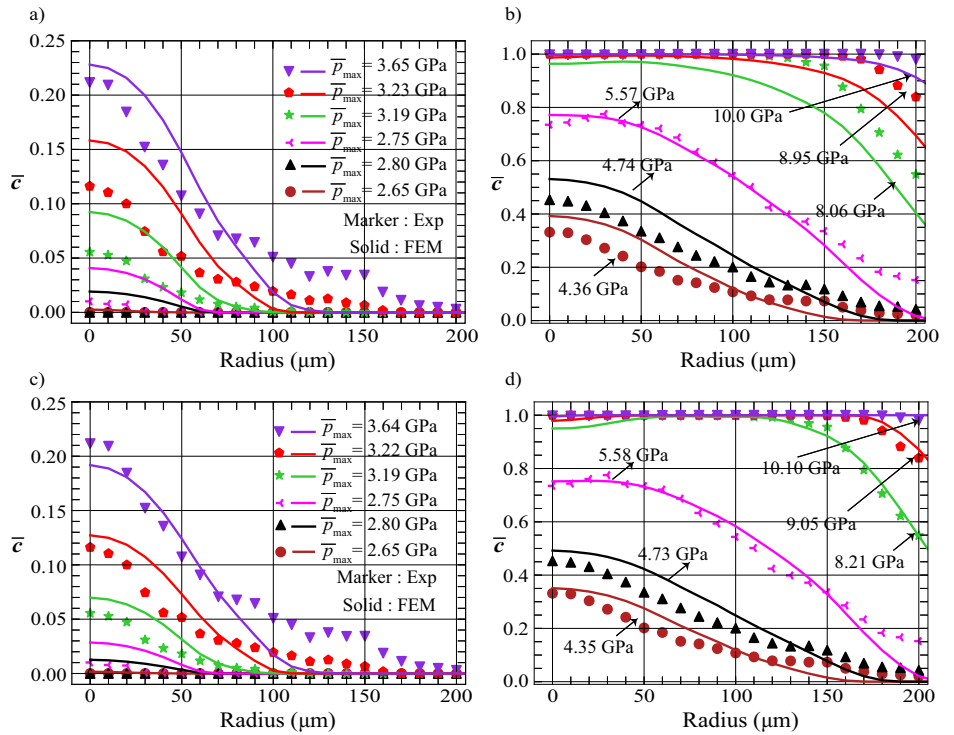 a)
0.25
0.20
0.15
0.10
0.05
0.00
c̅
p̅max = 3.65 GPa
p̅max = 3.23 GPa
p̅max = 3.19 GPa
p̅max = 2.75 GPa
p̅max = 2.80 GPa
p̅max = 2.65 GPa
Marker : Exp
Solid : FEM
0 50 100 150 200
Radius (μm)
b)
1.0
0.8
0.6
0.4
0.2
0.0
c̅
5.57 GPa
4.74 GPa
4.36 GPa
10.0 GPa
8.95 GPa
8.06 GPa
0 50 100 150 200
Radius (μm)
c)
0.25
0.20
0.15
0.10
0.05
0.00
c̅
p̅max = 3.64 GPa
p̅max = 3.22 GPa
p̅max = 3.19 GPa
p̅max = 2.75 GPa
p̅max = 2.80 GPa
p̅max = 2.65 GPa
Marker : Exp
Solid : FEM
0 50 100 150 200
Radius (μm)
d)
1.0
0.8
0.6
0.4
0.2
0.0
c̅
5.58 GPa
4.73 GPa
4.35 GPa
10.10 GPa
9.05 GPa
8.21 GPa
0 50 100 150 200
Radius (μm)